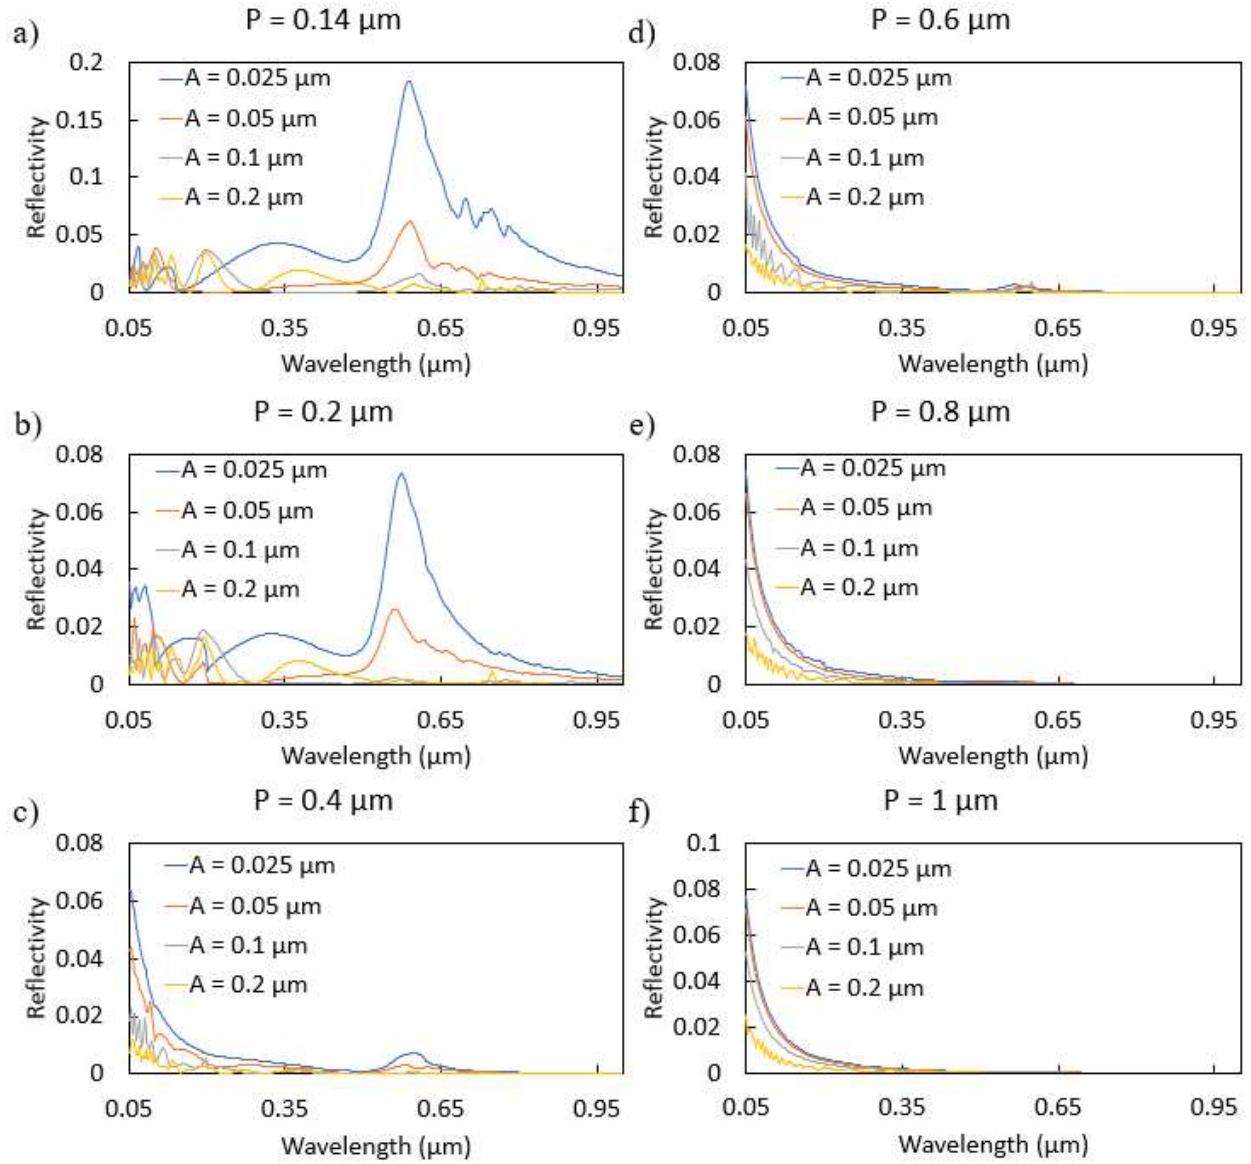 a)
P = 0.14 µm
0.2
0.15
0.1
0.05
0
Reflectivity
A = 0.025 µm
A = 0.05 µm
A = 0.1 µm
A = 0.2 µm
0.05 0.35 0.65 0.95
Wavelength (µm)
b)
P = 0.2 µm
0.08
0.06
0.04
0.02
0
Reflectivity
A = 0.025 µm
A = 0.05 µm
A = 0.1 µm
A = 0.2 µm
0.05 0.35 0.65 0.95
Wavelength (µm)
c)
P = 0.4 µm
0.08
0.06
0.04
0.02
0
Reflectivity
A = 0.025 µm
A = 0.05 µm
A = 0.1 µm
A = 0.2 µm
0.05 0.35 0.65 0.95
Wavelength (µm)
d)
P = 0.6 µm
0.08
0.06
0.04
0.02
0
Reflectivity
A = 0.025 µm
A = 0.05 µm
A = 0.1 µm
A = 0.2 µm
0.05 0.35 0.65 0.95
Wavelength (µm)
e)
P = 0.8 µm
0.08
0.06
0.04
0.02
0
Reflectivity
A = 0.025 µm
A = 0.05 µm
A = 0.1 µm
A = 0.2 µm
0.05 0.35 0.65 0.95
Wavelength (µm)
f)
P = 1 µm
0.1
0.08
0.06
0.04
0.02
0
Reflectivity
A = 0.025 µm
A = 0.05 µm
A = 0.1 µm
A = 0.2 µm
0.05 0.35 0.65 0.95
Wavelength (µm)